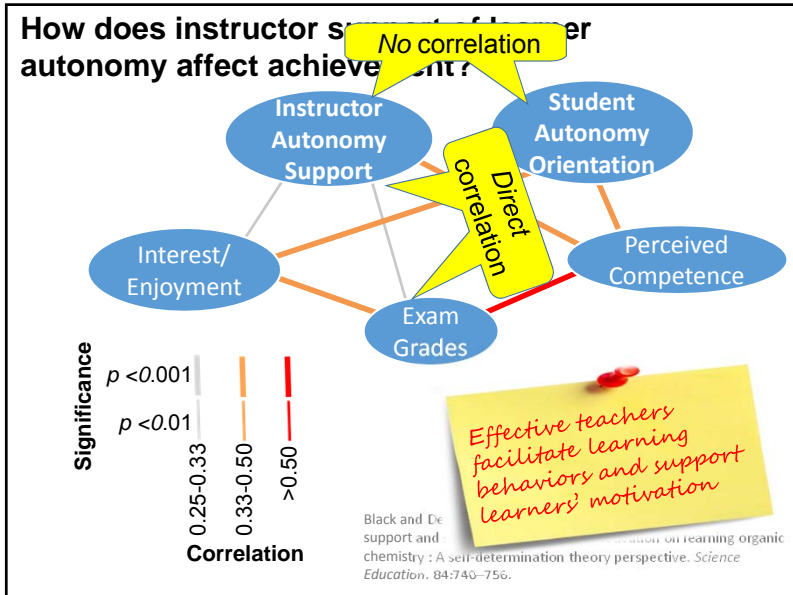 How does instructor s
autonomy affect achieve
No correlation
Instructor
Autonomy
Support
Student
Autonomy
Orientation
Direct
correlation
Interest/
Enjoyment
Perceived
Competence
Exam
Grades
Significance
p <0.001
p <0.01
0.25-0.33
0.33-0.50
>0.50
Correlation
Effective teachers
facilitate learning
behaviors and support
learners' motivation
Black and De
support and on learning organic
chemistry : A self-determination theory perspective. Science
Education. 84:740–756.